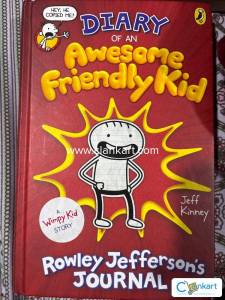 HEY, HE
COPIED ME!
DIARY
OF AN
Awesome
Friendly Kid
www.clankart.com
Jeff
Kinney
A
Wimpy Kid
STORY
Rowley Jefferson's
JOURNAL
Clankart